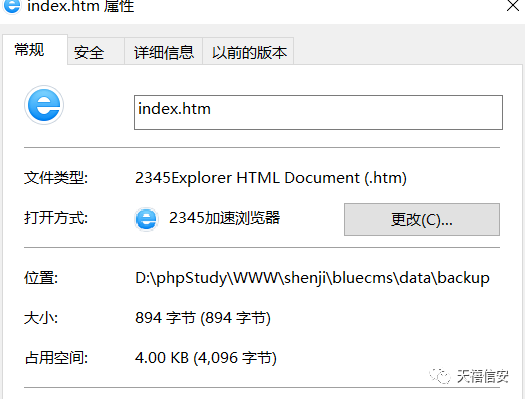 index.htm 属性
常规 安全 详细信息 以前的版本
index.htm
文件类型: 2345Explorer HTML Document (.htm)
打开方式: 2345加速浏览器 更改(C)...
位置: D:\phpStudy\WWW\shenji\bluecms\data\backup
大小: 894 字节 (894 字节)
占用空间: 4.00 KB (4,096 字节)
天禧信安